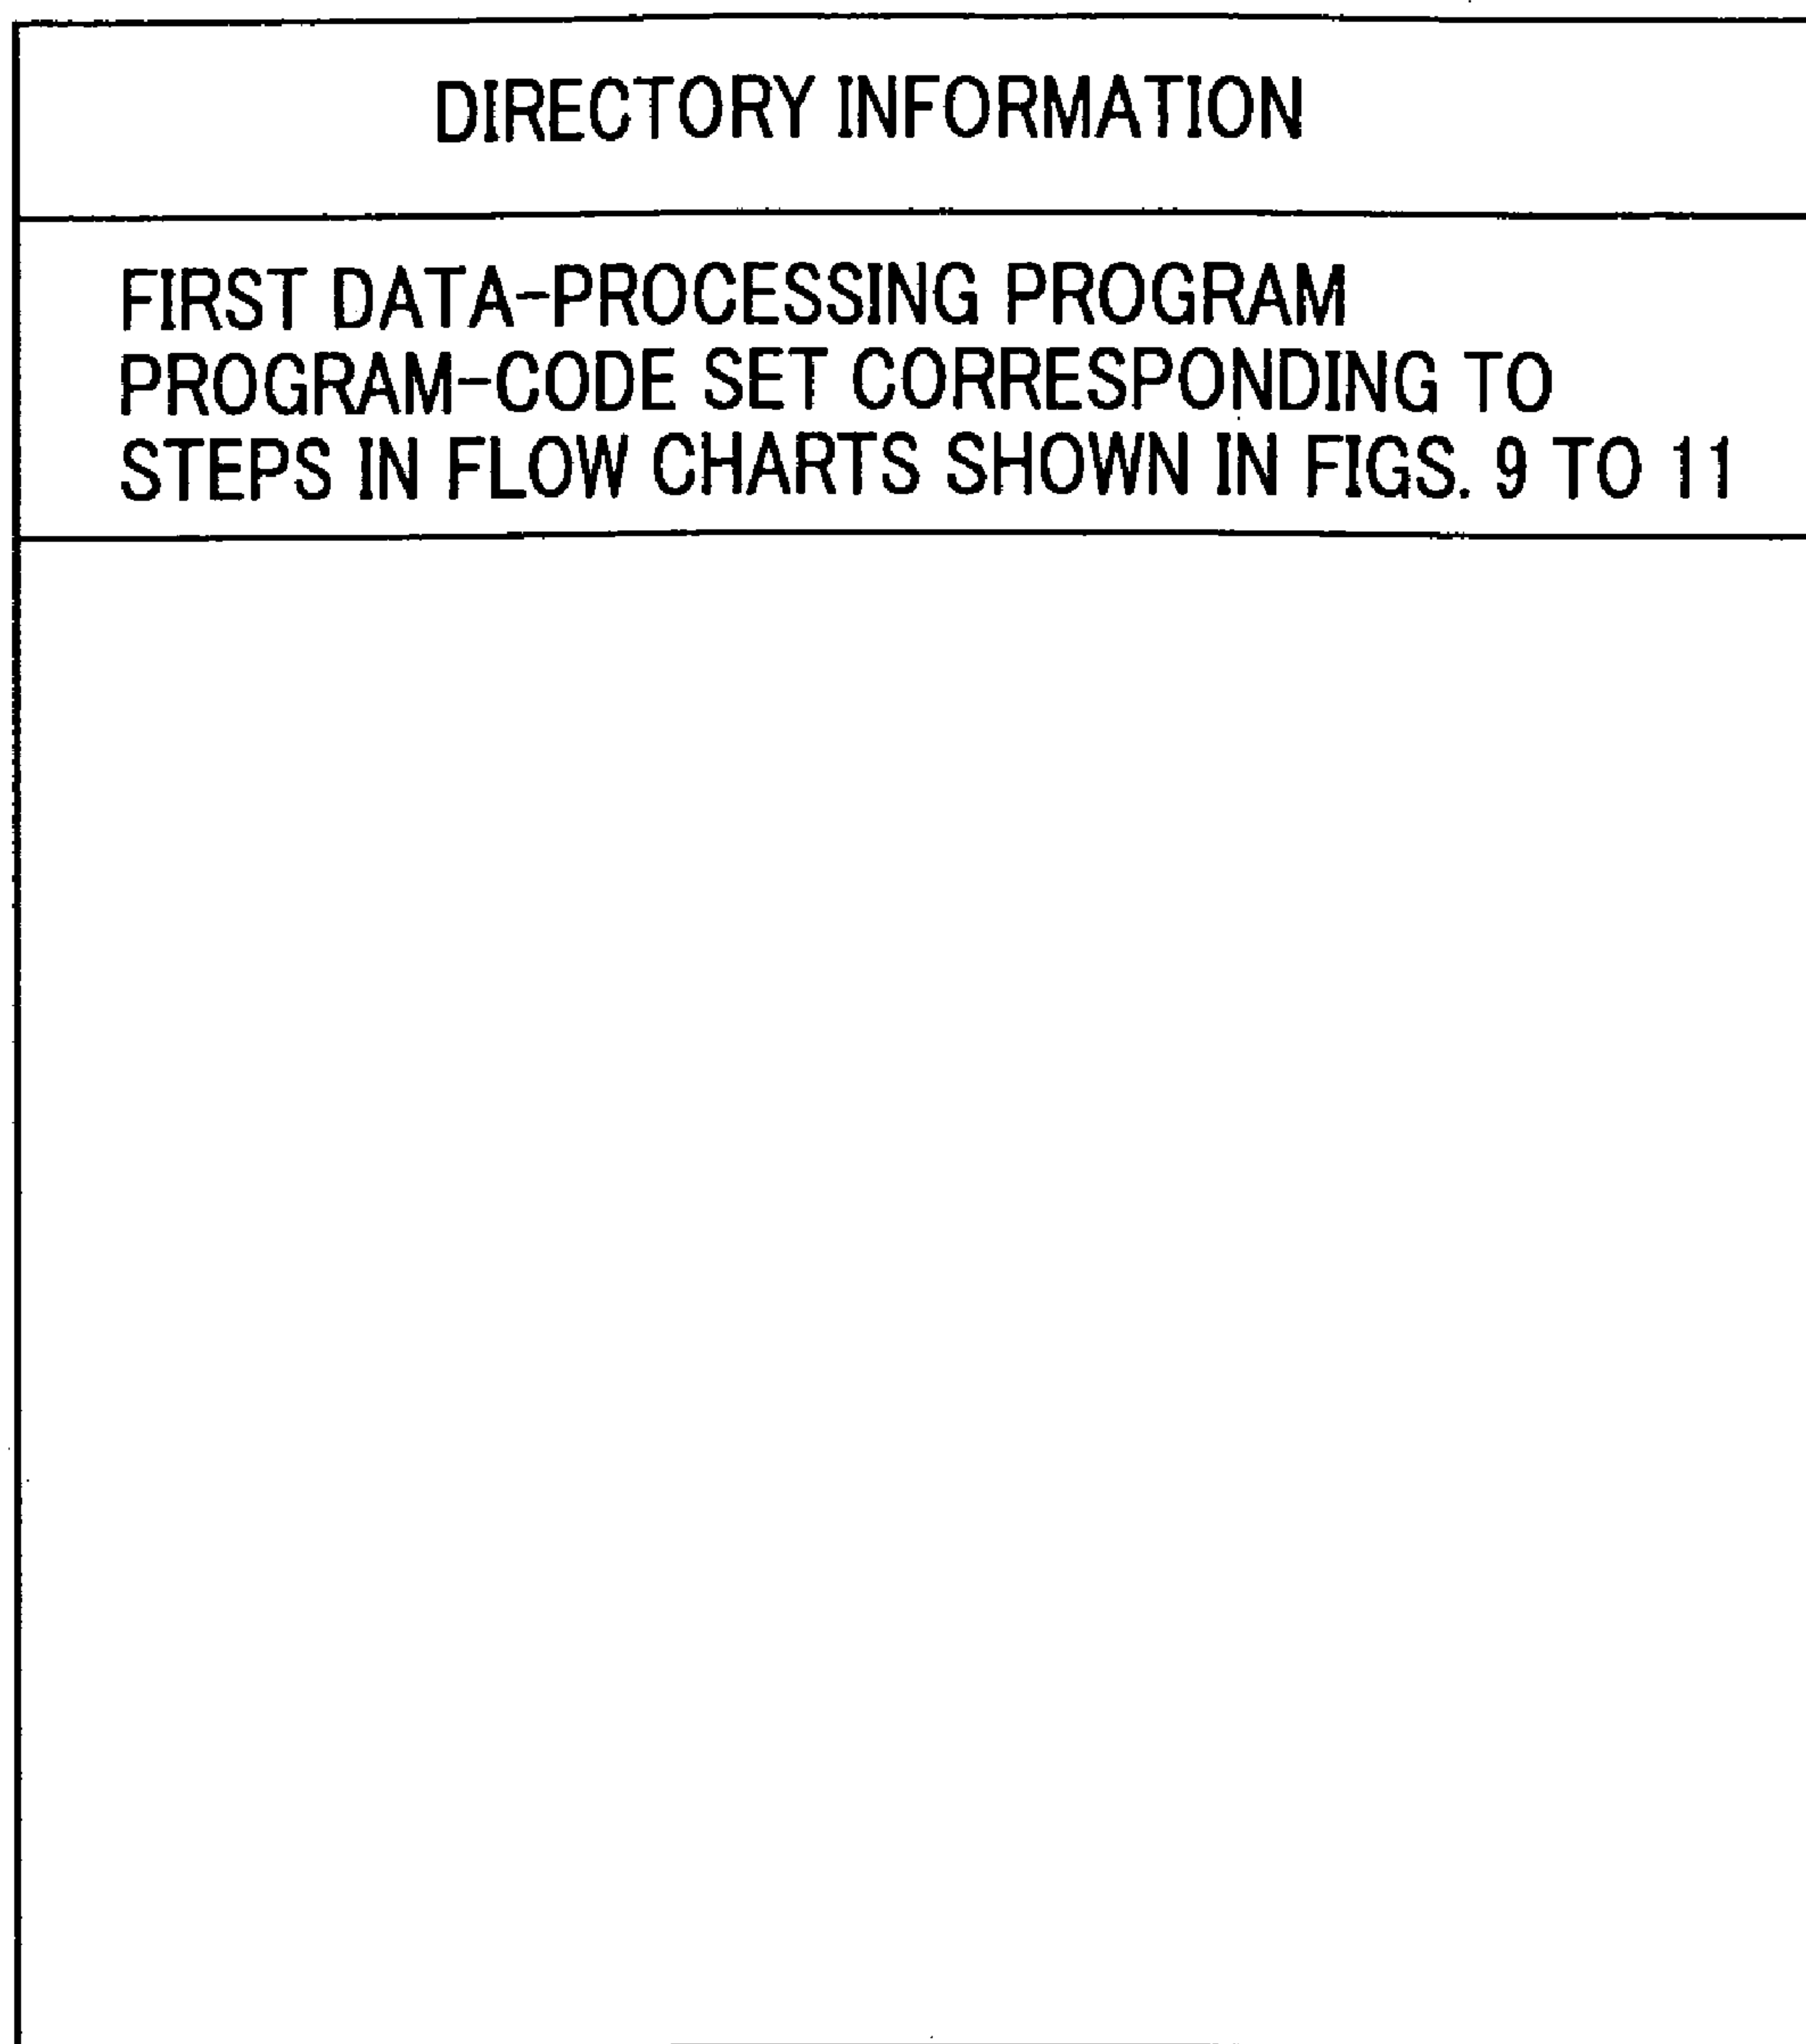 DIRECTORY INFORMATION
FIRST DATA-PROCESSING PROGRAM
PROGRAM-CODE SET CORRESPONDING TO
STEPS IN FLOW CHARTS SHOWN IN FIGS. 9 TO 11